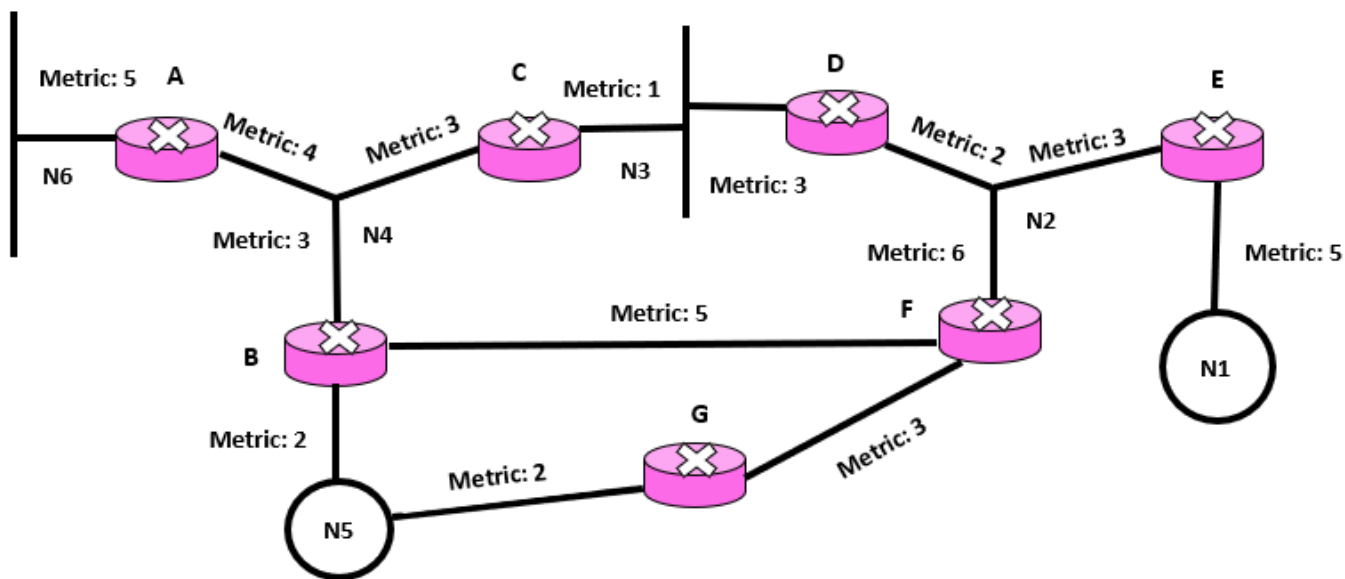 Metric: 5
A
C
Metric: 1
D
E
Metric: 4
Metric: 3
Metric: 2
Metric: 3
N6
N3
Metric: 3
Metric: 3
N4
N2
Metric: 6
Metric: 5
Metric: 5
F
B
N1
G
Metric: 2
Metric: 3
Metric: 2
N5